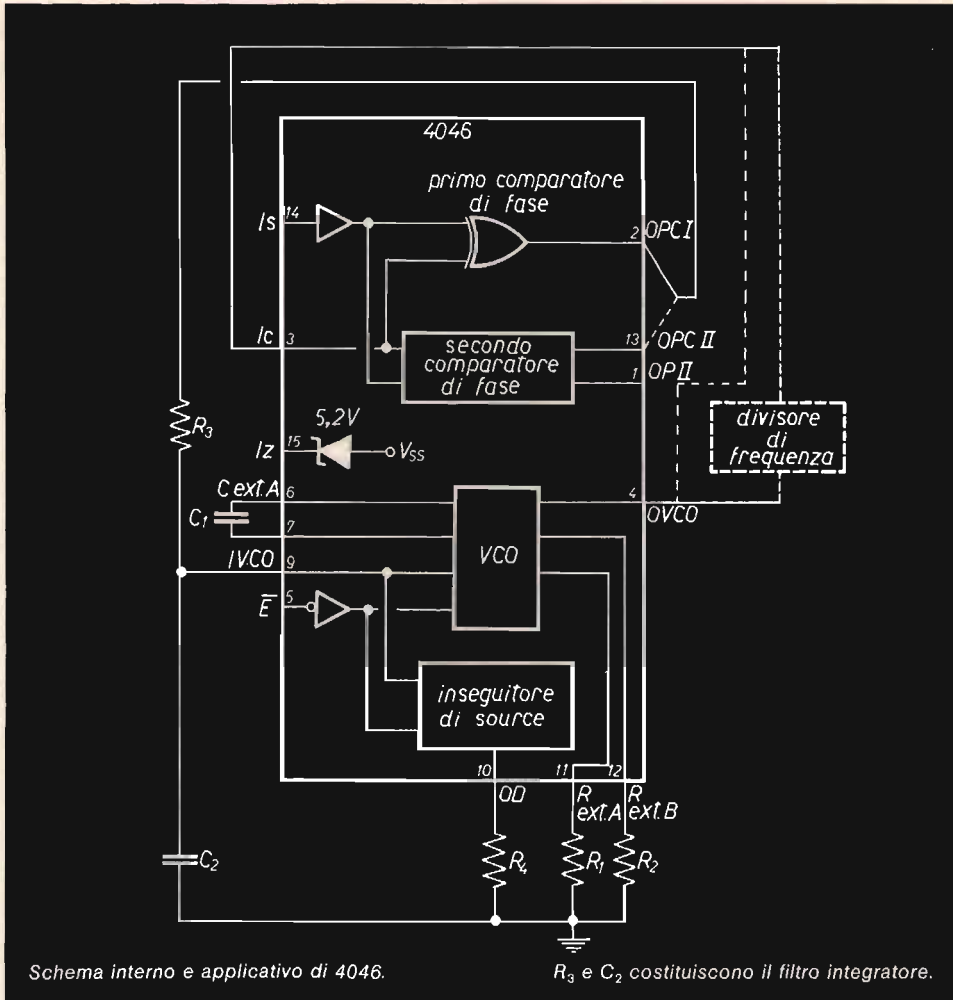 4046
primo comparatore
di fase
Is 14
2 OPC I
Ic 3
13 OPC II
secondo
comparatore
di fase
1 OP II
R3
5,2V
Iz 15
VSS
divisore
di
frequenza
C ext.A 6
4 OVCO
C1
7
VCO
IVCO 9
E 5
inseguitore
di source
10 11 12
OD R ext.A R ext.B
C2
R4 R1 R2
Schema interno e applicativo di 4046.
R3 e C2 costituiscono il filtro integratore.